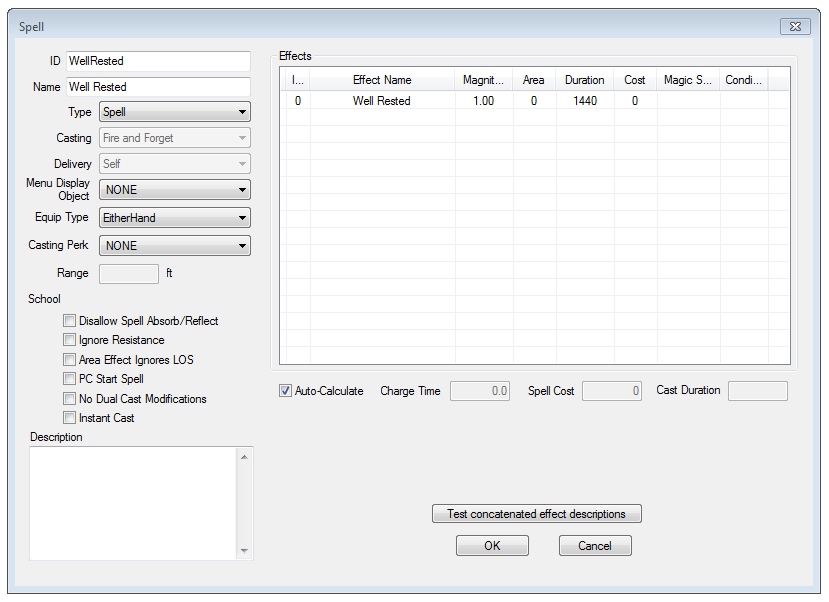 Spell
ID WellRested
Name Well Rested
Type Spell
Casting Fire and Forget
Delivery Self
Menu Display
Object NONE
Equip Type EitherHand
Casting Perk NONE
Range ft
School
Disallow Spell Absorb/Reflect
Ignore Resistance
Area Effect Ignores LOS
PC Start Spell
No Dual Cast Modifications
Instant Cast
Description
Effects
I... Effect Name Magnit... Area Duration Cost Magic S... Condi...
0 Well Rested 1.00 0 1440 0
Auto-Calculate Charge Time 0.0 Spell Cost 0 Cast Duration
Test concatenated effect descriptions
OK Cancel